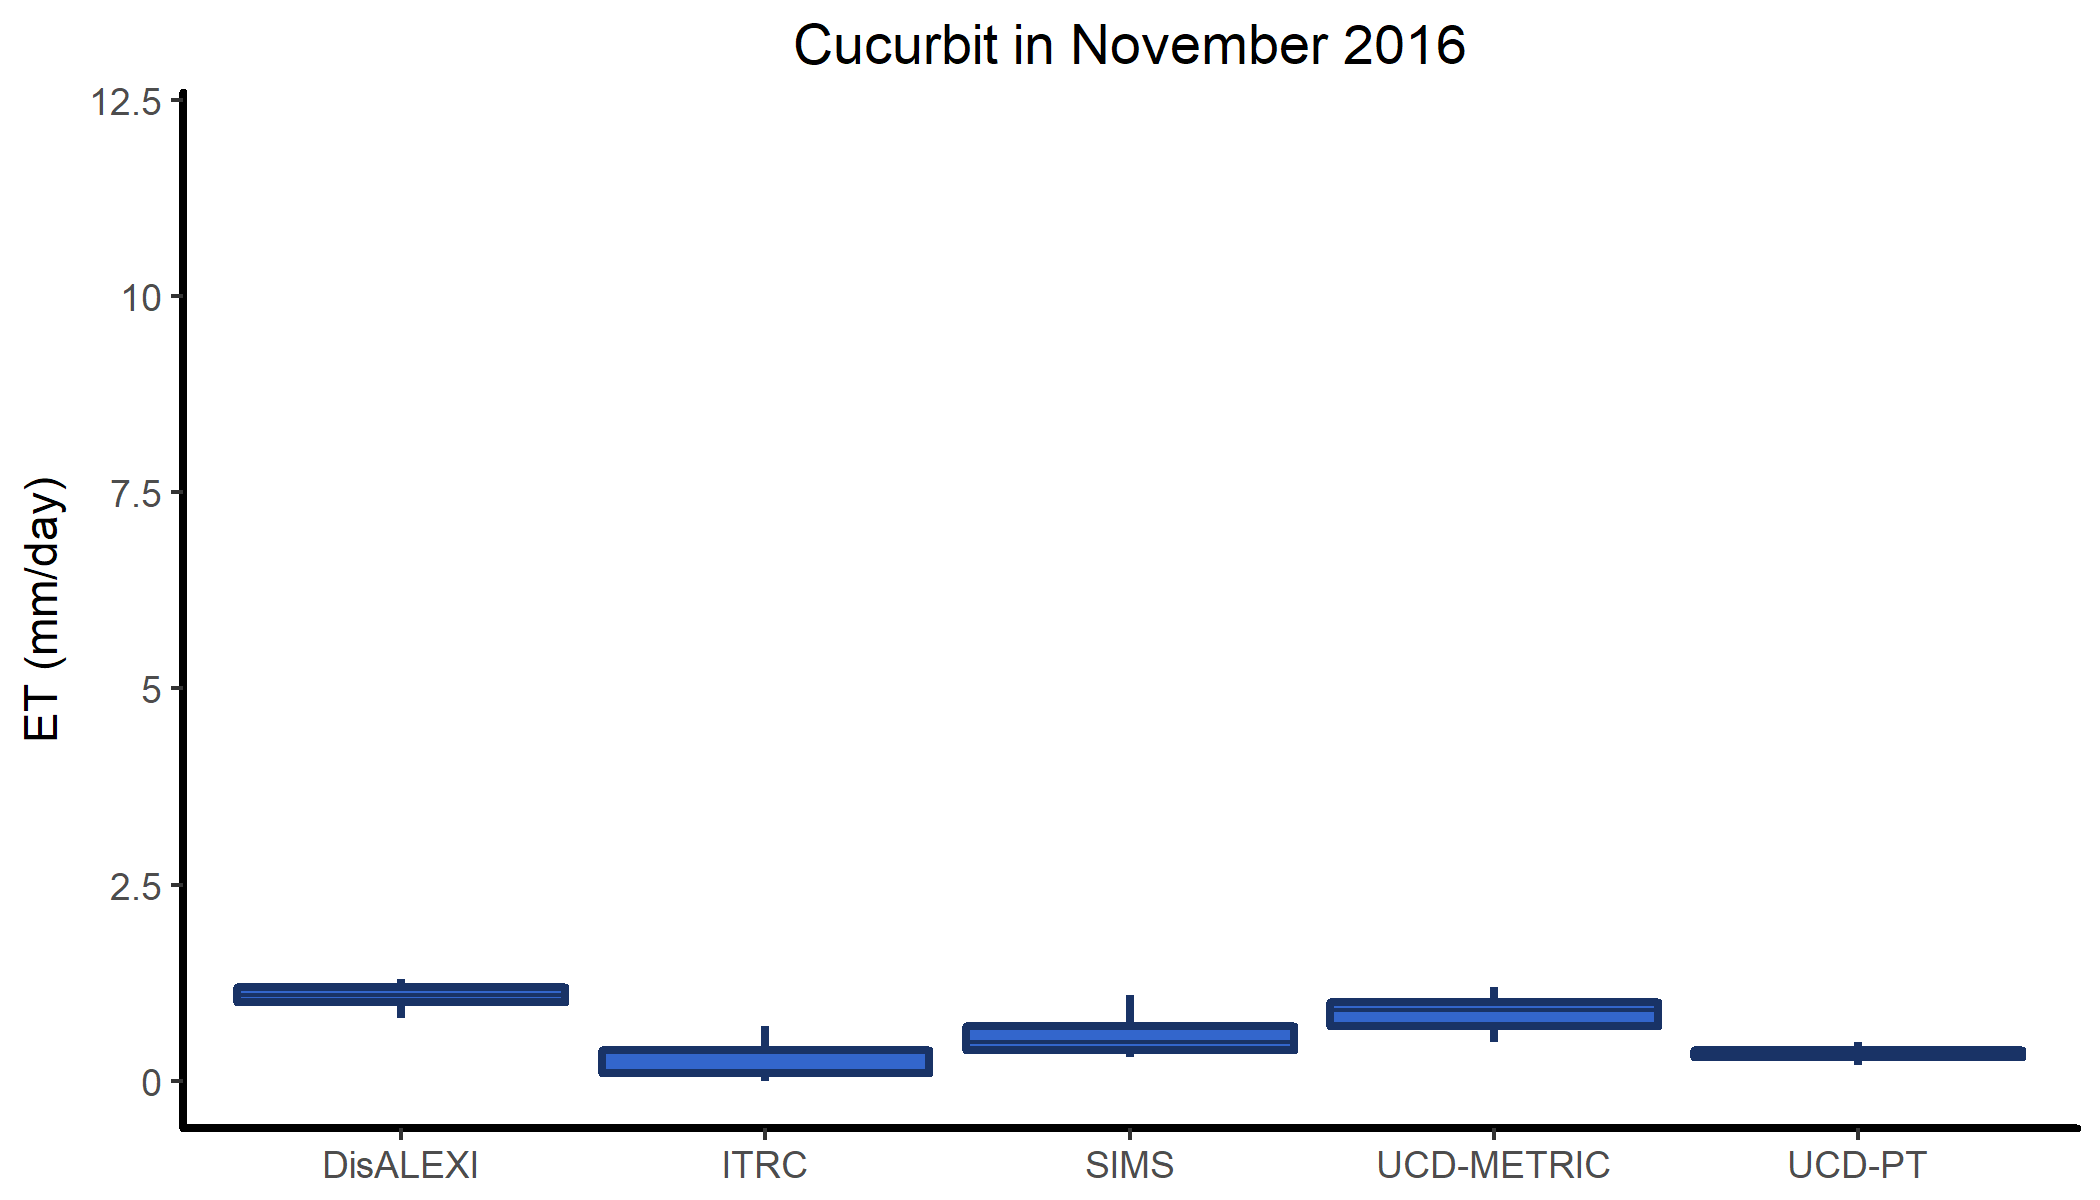 Cucurbit in November 2016
12.5
10
7.5
5
2.5
0
ET (mm/day)
DisALEXI
ITRC
SIMS
UCD-METRIC
UCD-PT